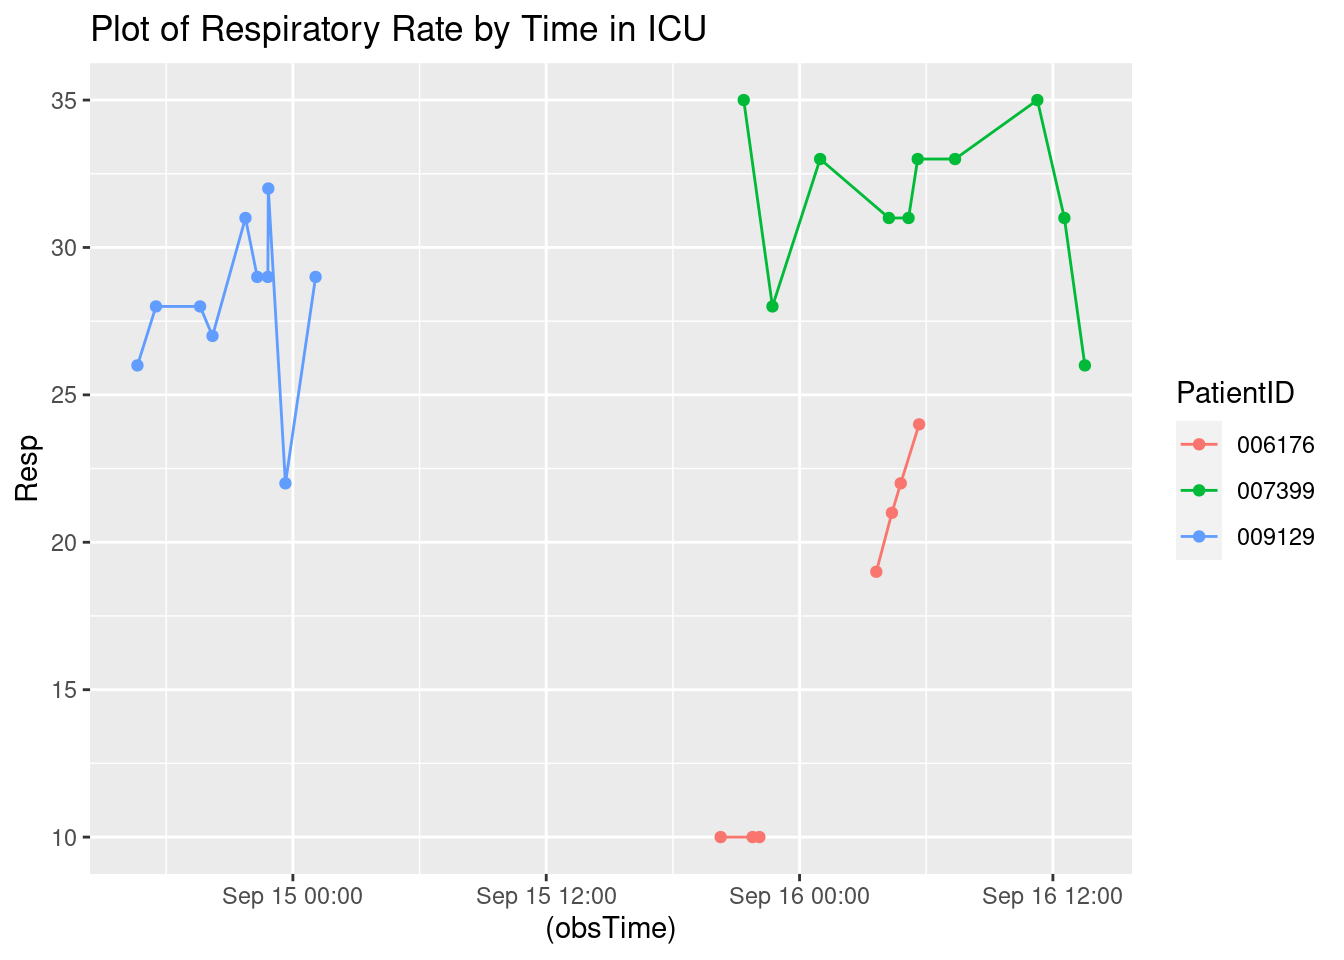 Plot of Respiratory Rate by Time in ICU
35
30
25
20
15
10
Resp
Sep 15 00:00
Sep 15 12:00
Sep 16 00:00
Sep 16 12:00
(obsTime)
PatientID
006176
007399
009129